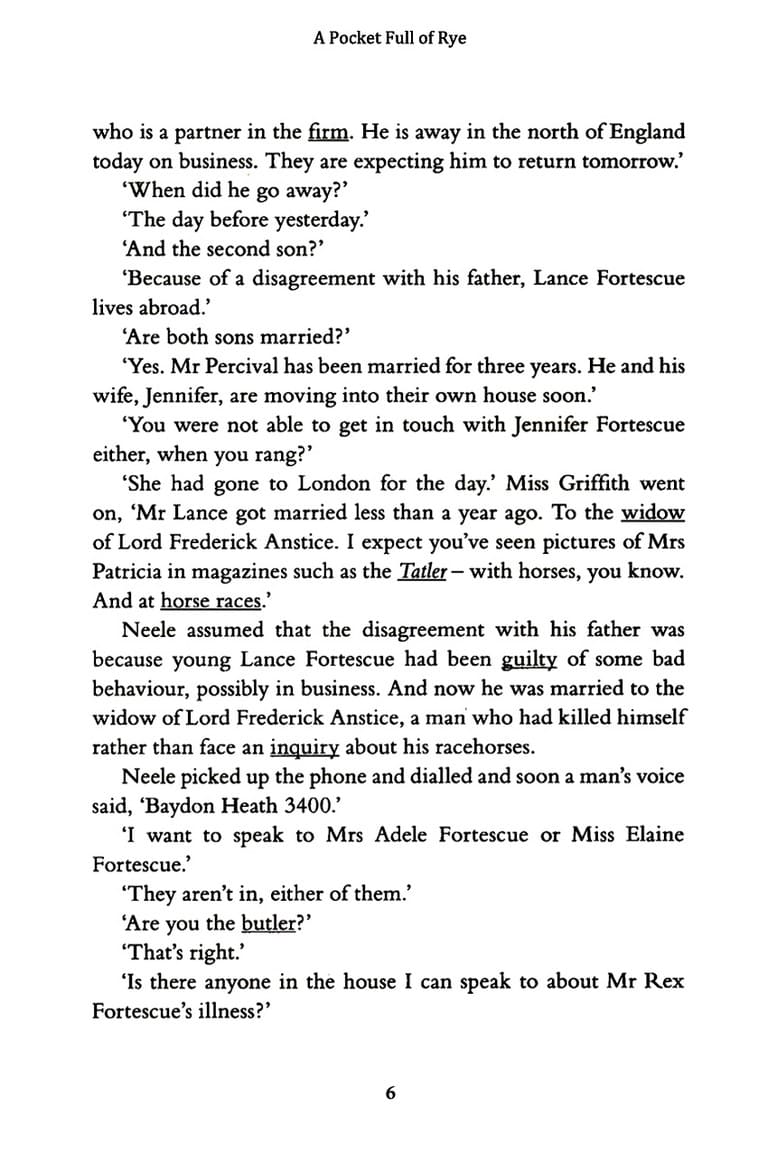 A Pocket Full of Rye
who is a partner in the firm. He is away in the north of England
today on business. They are expecting him to return tomorrow.’
‘When did he go away?’
‘The day before yesterday.’
‘And the second son?’
‘Because of a disagreement with his father, Lance Fortescue
lives abroad.’
‘Are both sons married?’
‘Yes. Mr Percival has been married for three years. He and his
wife, Jennifer, are moving into their own house soon.’
‘You were not able to get in touch with Jennifer Fortescue
either, when you rang?’
‘She had gone to London for the day.’ Miss Griffith went
on, ‘Mr Lance got married less than a year ago. To the widow
of Lord Frederick Anstice. I expect you’ve seen pictures of Mrs
Patricia in magazines such as the Tatler – with horses, you know.
And at horse races.’
Neele assumed that the disagreement with his father was
because young Lance Fortescue had been guilty of some bad
behaviour, possibly in business. And now he was married to the
widow of Lord Frederick Anstice, a man who had killed himself
rather than face an inquiry about his racehorses.
Neele picked up the phone and dialled and soon a man’s voice
said, ‘Baydon Heath 3400.’
‘I want to speak to Mrs Adele Fortescue or Miss Elaine
Fortescue.’
‘They aren’t in, either of them.’
‘Are you the butler?’
‘That’s right.’
‘Is there anyone in the house I can speak to about Mr Rex
Fortescue’s illness?’
6